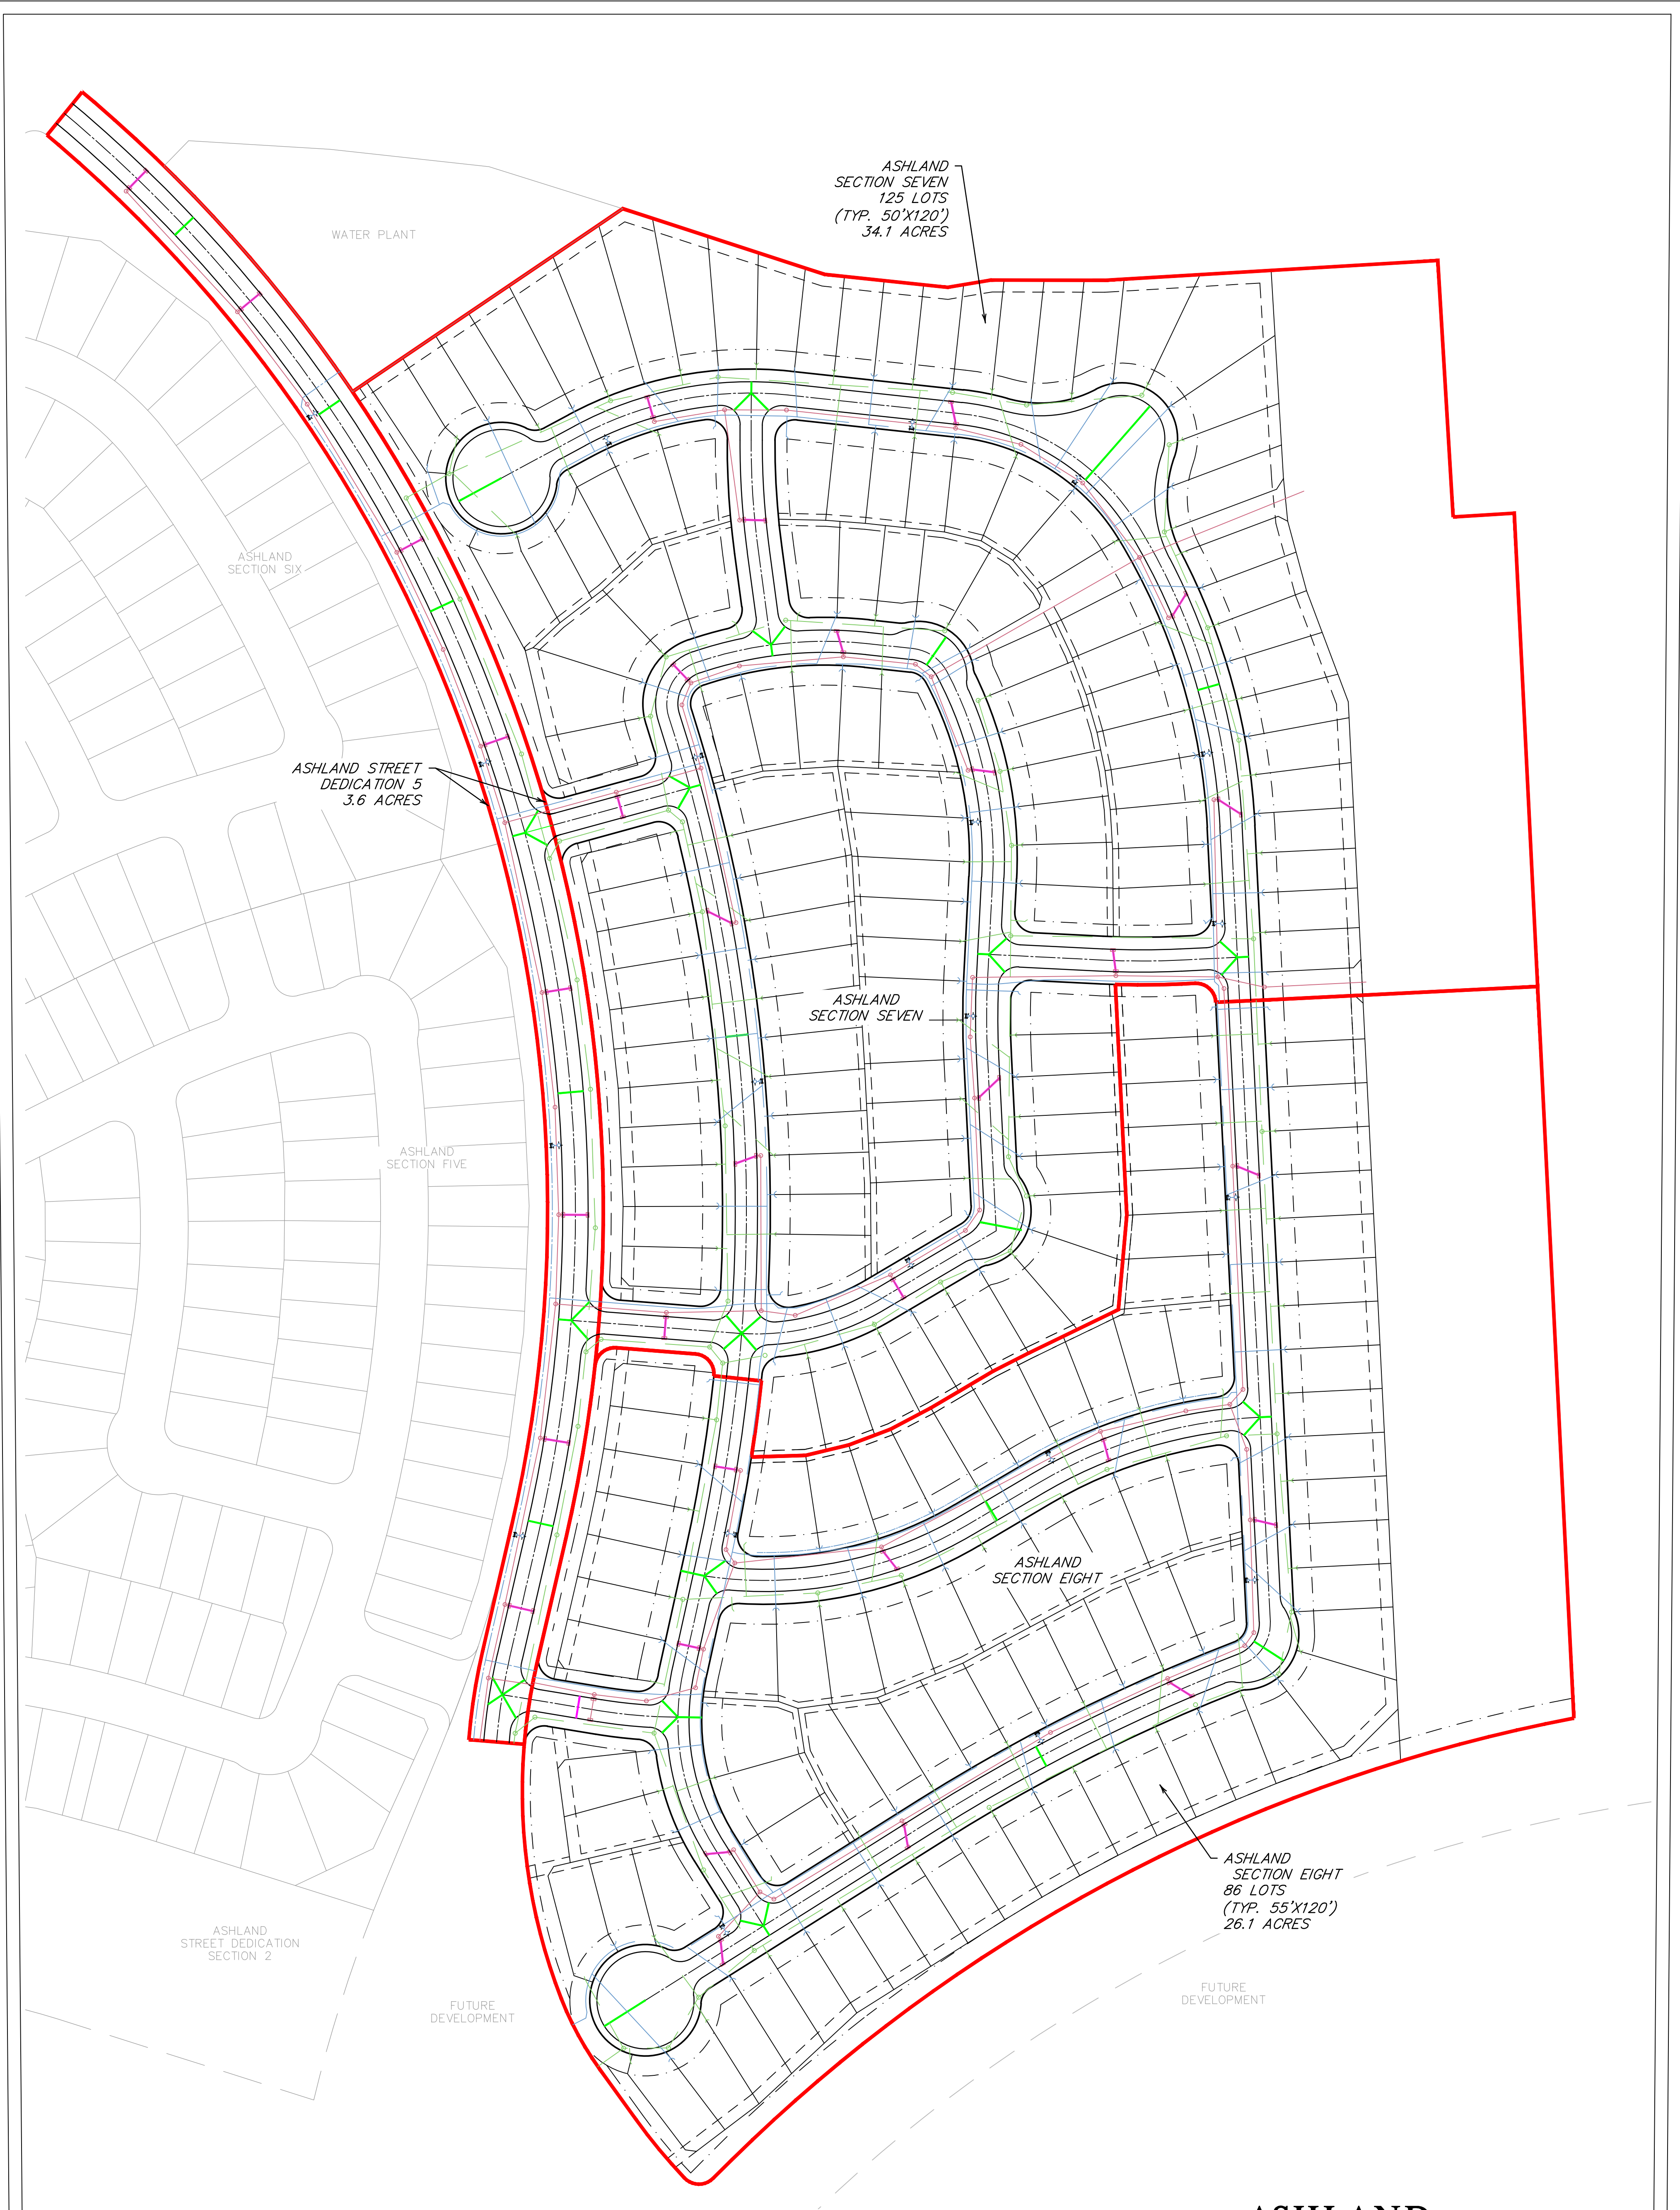 ASHLAND
SECTION SEVEN
125 LOTS
(TYP. 50'X120')
34.1 ACRES
WATER PLANT
ASHLAND
SECTION SIX
ASHLAND STREET
DEDICATION 5
3.6 ACRES
ASHLAND
SECTION SEVEN
ASHLAND
SECTION FIVE
ASHLAND
SECTION EIGHT
ASHLAND
SECTION EIGHT
86 LOTS
(TYP. 55'X120')
26.1 ACRES
ASHLAND
STREET DEDICATION
SECTION 2
FUTURE
DEVELOPMENT
FUTURE
DEVELOPMENT
ASHLAND